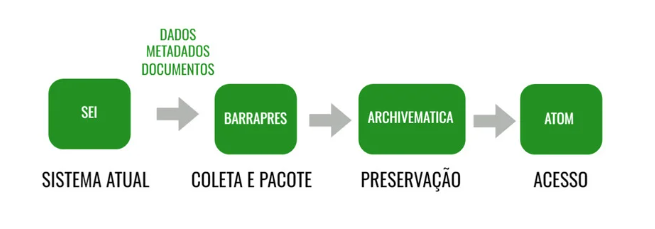 DADOS
METADADOS
DOCUMENTOS
SEI
BARRAPRES
ARCHIVEMATICA
ATOM
SISTEMA ATUAL
COLETA E PACOTE
PRESERVAÇÃO
ACESSO